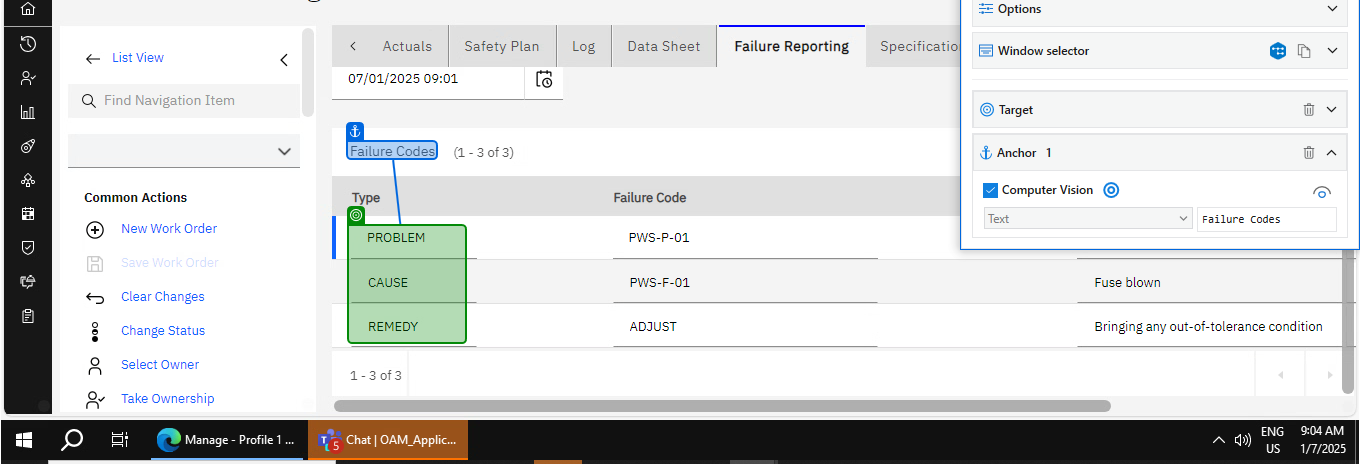 Options
Window selector
Target
Anchor 1
Computer Vision
Text
Failure Codes
List View
Find Navigation Item
Common Actions
New Work Order
Save Work Order
Clear Changes
Change Status
Select Owner
Take Ownership
Actuals
Safety Plan
Log
Data Sheet
Failure Reporting
Specificatio
07/01/2025 09:01
Failure Codes (1 - 3 of 3)
Type Failure Code
PROBLEM PWS-P-01
CAUSE PWS-F-01 Fuse blown
REMEDY ADJUST Bringing any out-of-tolerance condition
1 - 3 of 3
Manage - Profile 1 ...
5
Chat | OAM_Applic...
ENG
US
9:04 AM
1/7/2025